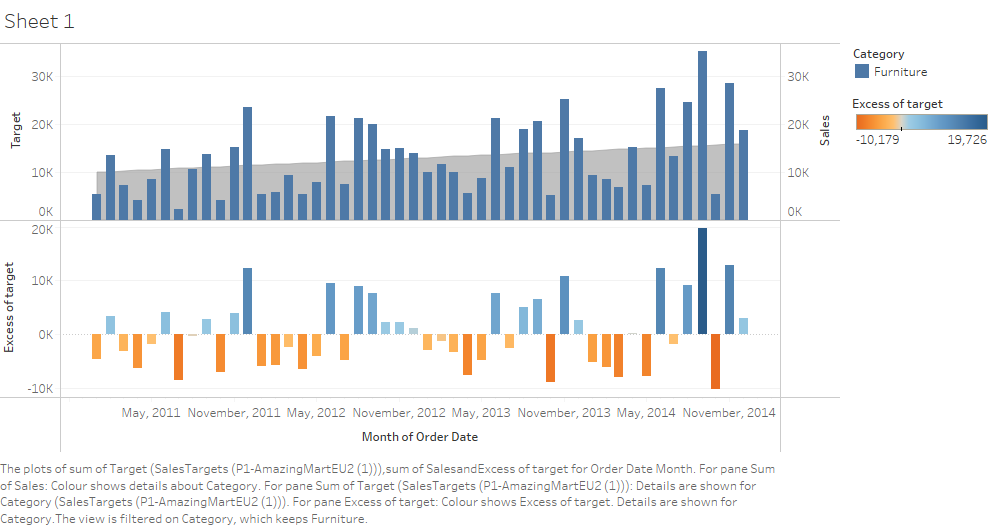 Sheet 1
Category
Furniture
Excess of target
-10,179 19,726
Target
30K
20K
10K
0K
30K
20K
10K
0K
Sales
Excess of target
20K
10K
0K
-10K
May, 2011 November, 2011 May, 2012 November, 2012 May, 2013 November, 2013 May, 2014 November, 2014
Month of Order Date
The plots of sum of Target (SalesTargets (P1-AmazingMartEU2 (1))),sum of SalesandExcess of target for Order Date Month. For pane Sum
of Sales: Colour shows details about Category. For pane Sum of Target (SalesTargets (P1-AmazingMartEU2 (1))): Details are shown for
Category (SalesTargets (P1-AmazingMartEU2 (1))). For pane Excess of target: Colour shows Excess of target. Details are shown for
Category.The view is filtered on Category, which keeps Furniture.